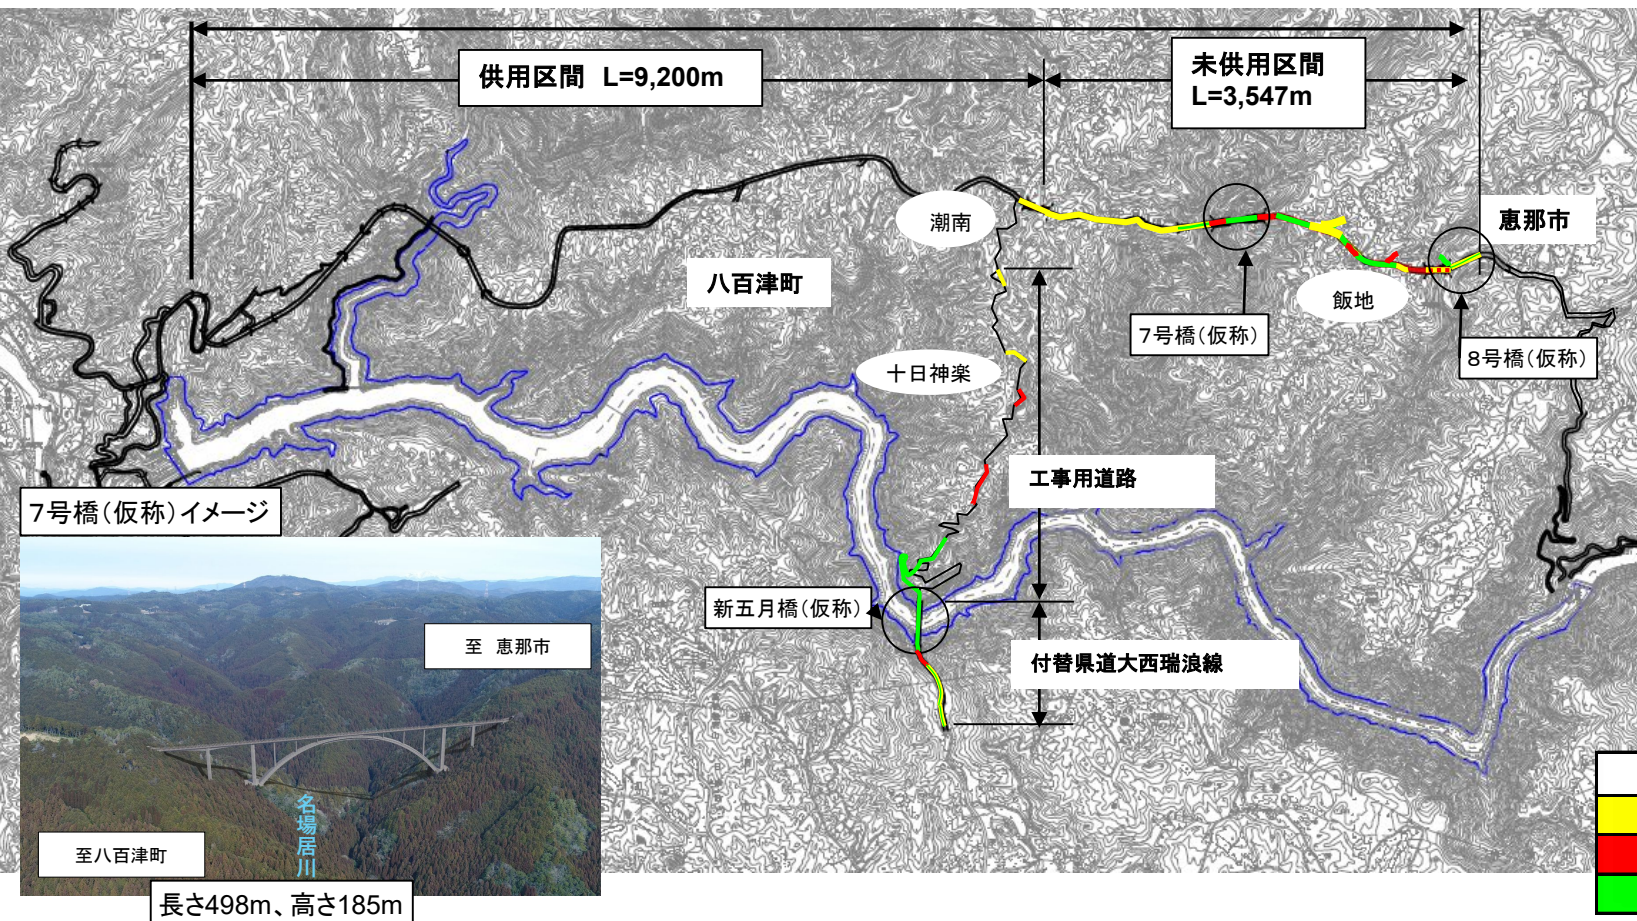 供用区間 L=9,200m
未供用区間
L=3,547m
恵那市
潮南
八百津町
飯地
7号橋(仮称)
8号橋(仮称)
十日神楽
工事用道路
7号橋(仮称)イメージ
新五月橋(仮称)
至 恵那市
付替県道大西瑞浪線
名場居川
至八百津町
長さ498m、高さ185m